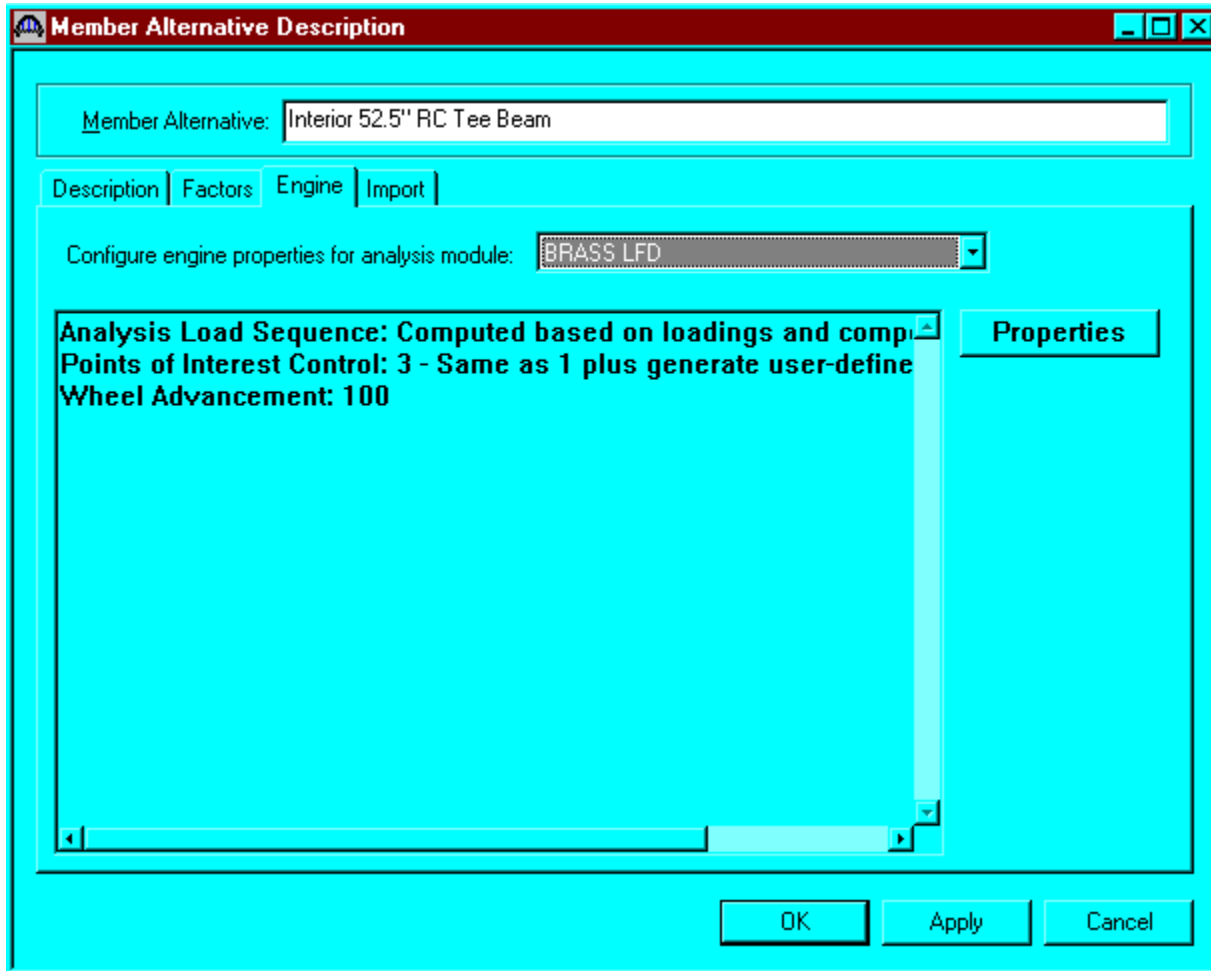 Member Alternative Description
Member Alternative: Interior 52.5" RC Tee Beam
Description Factors Engine Import
Configure engine properties for analysis module: BRASS LFD
Analysis Load Sequence: Computed based on loadings and comp
Points of Interest Control: 3 - Same as 1 plus generate user-define
Wheel Advancement: 100
Properties
OK Apply Cancel